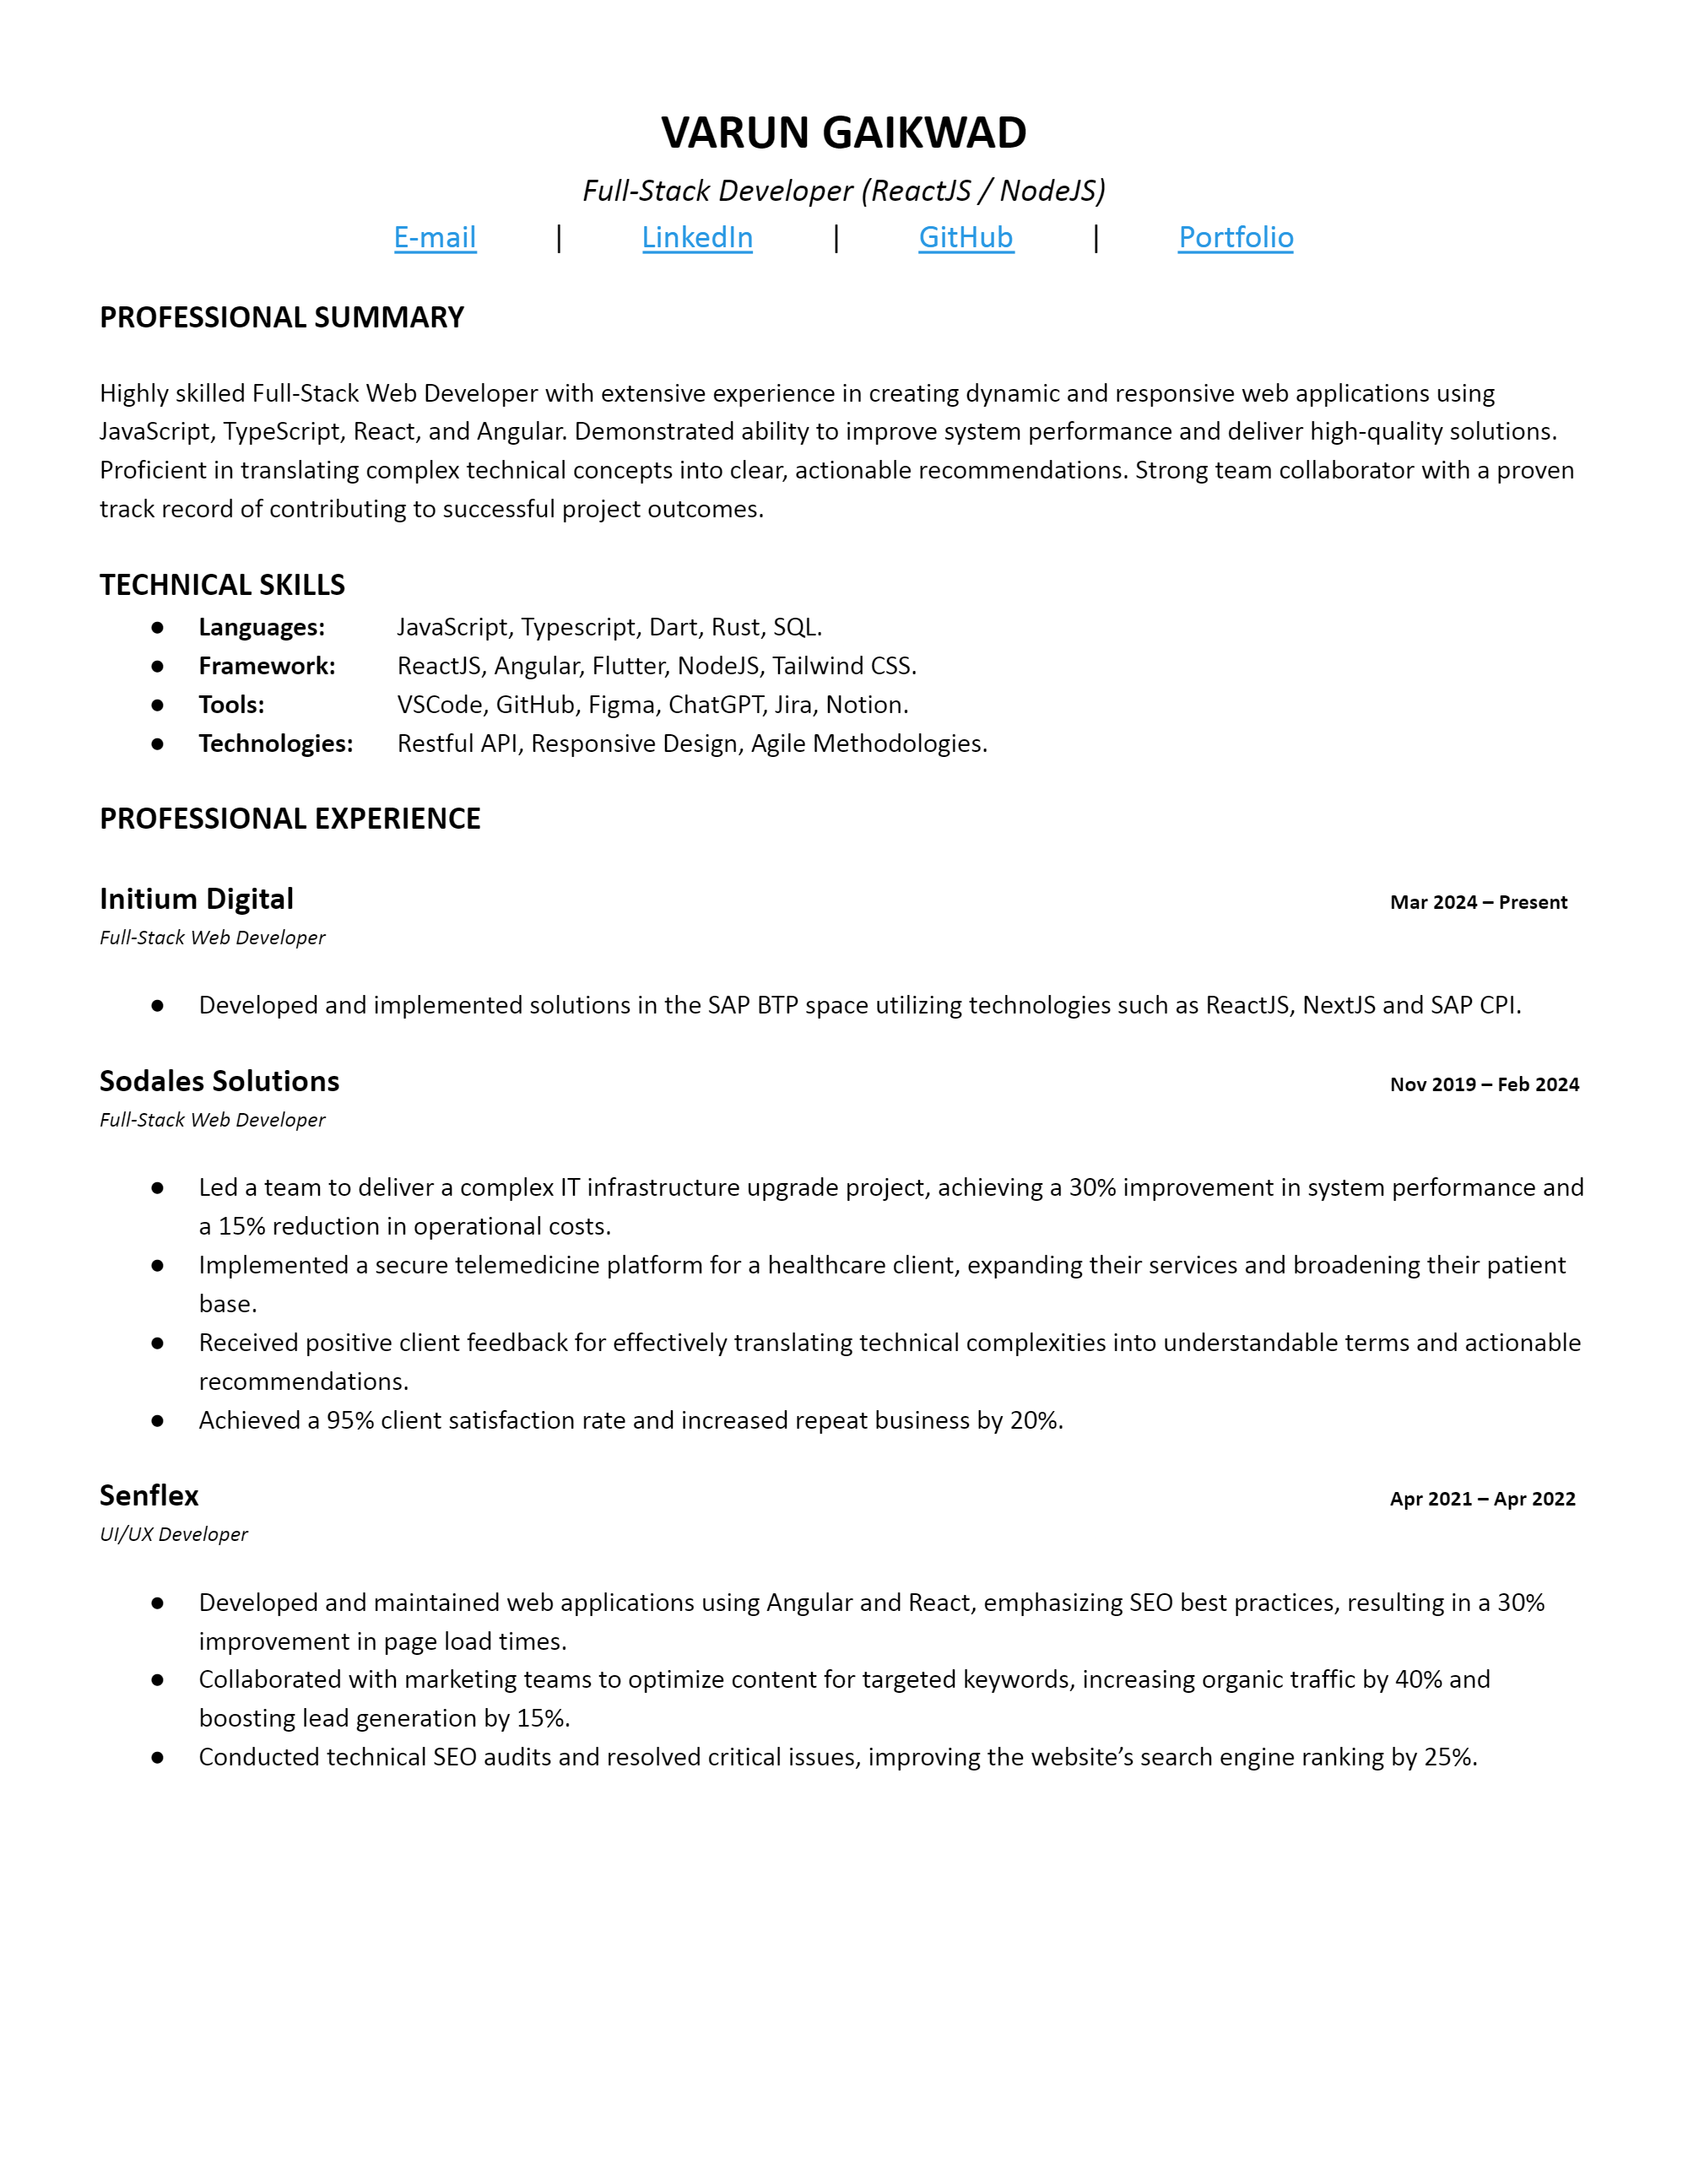 VARUN GAIKWAD
Full-Stack Developer (ReactJS / NodeJS)
E-mail | LinkedIn | GitHub | Portfolio
PROFESSIONAL SUMMARY
Highly skilled Full-Stack Web Developer with extensive experience in creating dynamic and responsive web applications using
JavaScript, TypeScript, React, and Angular. Demonstrated ability to improve system performance and deliver high-quality solutions.
Proficient in translating complex technical concepts into clear, actionable recommendations. Strong team collaborator with a proven
track record of contributing to successful project outcomes.
TECHNICAL SKILLS
● Languages: JavaScript, Typescript, Dart, Rust, SQL.
● Framework: ReactJS, Angular, Flutter, NodeJS, Tailwind CSS.
● Tools: VSCode, GitHub, Figma, ChatGPT, Jira, Notion.
● Technologies: Restful API, Responsive Design, Agile Methodologies.
PROFESSIONAL EXPERIENCE
Initium Digital Mar 2024 – Present
Full-Stack Web Developer
● Developed and implemented solutions in the SAP BTP space utilizing technologies such as ReactJS, NextJS and SAP CPI.
Sodales Solutions Nov 2019 – Feb 2024
Full-Stack Web Developer
● Led a team to deliver a complex IT infrastructure upgrade project, achieving a 30% improvement in system performance and
a 15% reduction in operational costs.
● Implemented a secure telemedicine platform for a healthcare client, expanding their services and broadening their patient
base.
● Received positive client feedback for effectively translating technical complexities into understandable terms and actionable
recommendations.
● Achieved a 95% client satisfaction rate and increased repeat business by 20%.
Senflex Apr 2021 – Apr 2022
UI/UX Developer
● Developed and maintained web applications using Angular and React, emphasizing SEO best practices, resulting in a 30%
improvement in page load times.
● Collaborated with marketing teams to optimize content for targeted keywords, increasing organic traffic by 40% and
boosting lead generation by 15%.
● Conducted technical SEO audits and resolved critical issues, improving the website’s search engine ranking by 25%.